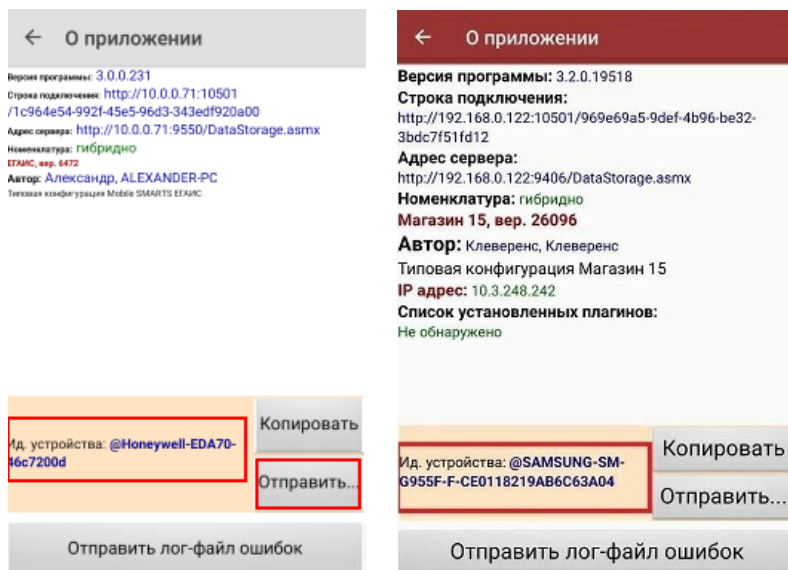 ← О приложении
Версия программы: 3.0.0.231
Строка подключения: http://10.0.0.71:10501
/1c964e54-992f-45e5-96d3-343edf920a00
Адрес сервера: http://10.0.0.71:9550/DataStorage.asmx
Номенклатура: гибридно
ЕГАИС, вер. 6472
Автор: Александр, ALEXANDER-PC
Типовая конфигурация Mobile SMARTS ЕГАИС
Ид. устройства: @Honeywell-EDA70-
46c7200d
Копировать
Отправить...
Отправить лог-файл ошибок
← О приложении
Версия программы: 3.2.0.19518
Строка подключения:
http://192.168.0.122:10501/969e69a5-9def-4b96-be32-
3bdc7f51fd12
Адрес сервера:
http://192.168.0.122:9406/DataStorage.asmx
Номенклатура: гибридно
Магазин 15, вер. 26096
Автор: Клеверенс, Клеверенс
Типовая конфигурация Магазин 15
IP адрес: 10.3.248.242
Список установленных плагинов:
Не обнаружено
Ид. устройства: @SAMSUNG-SM-
G955F-F-CE0118219AB6C63A04
Копировать
Отправить...
Отправить лог-файл ошибок